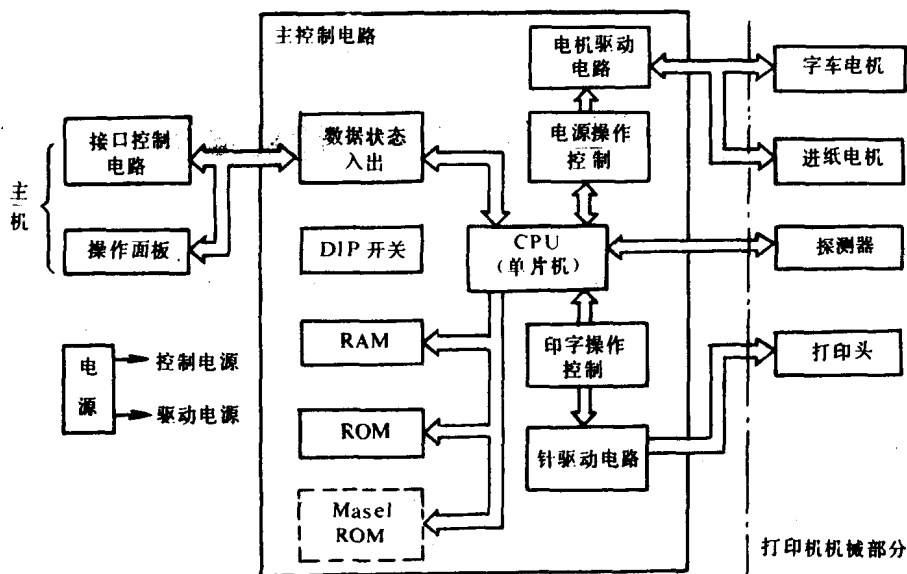 主控制电路
电机驱动
电路
字车电机
接口控制
电路
数据状态
入出
电源操作
控制
进纸电机
主
机
操作面板
DIP 开关
CPU
(单片机)
探测器
RAM
印字操作
控制
打印头
电
源
控制电源
驱动电源
ROM
针驱动电路
Masel
ROM
打印机机械部分